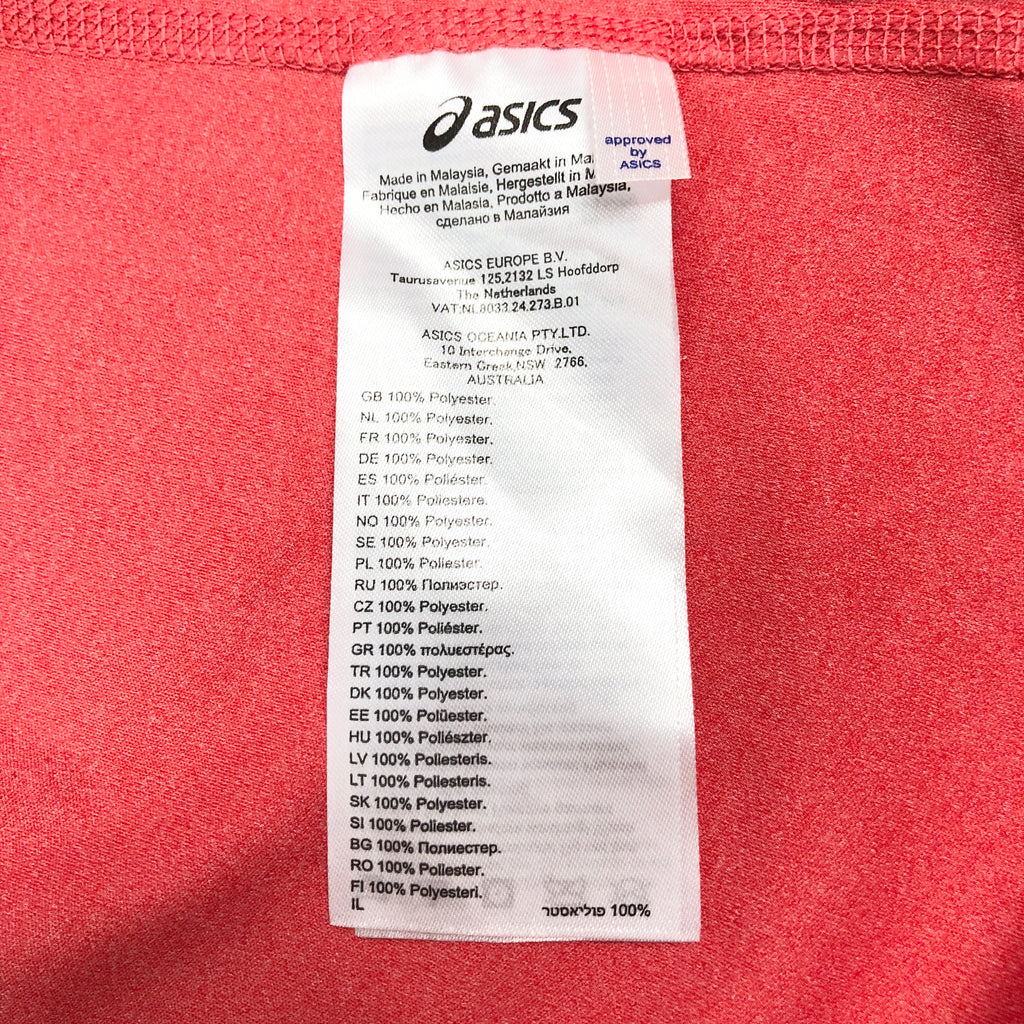 asics
approved
by
ASICS
Made in Malaysia, Gemaakt in
Fabrique en Malaisie, Hergestellt in
Hecho en Malasia, Prodotto a Malaysia,
сделано в Малайзия
ASICS EUROPE B.V.
Taurusavenue 125,2132 LS Hoofddorp
The Netherlands
VAT:NL8033.24.273.B.01
ASICS OCEANIA PTY.LTD.
10 Interchange Drive,
Eastern Creek,NSW 2766,
AUSTRALIA
GB 100% Polyester.
NL 100% Polyester.
FR 100% Polyester.
DE 100% Polyester.
ES 100% Poliéster.
IT 100% Poliestere.
NO 100% Polyester.
SE 100% Polyester.
PL 100% Poliester.
RU 100% Полиэстер.
CZ 100% Polyester.
PT 100% Poliéster.
GR 100% πολυεστέρας.
TR 100% Polyester.
DK 100% Polyester.
EE 100% Polüester.
HU 100% Poliészter.
LV 100% Poliesteris.
LT 100% Poliesteris.
SK 100% Polyester.
SI 100% Poliester.
BG 100% Полиестер.
RO 100% Poliester.
FI 100% Polyesteri.
IL 100% פוליאסטר